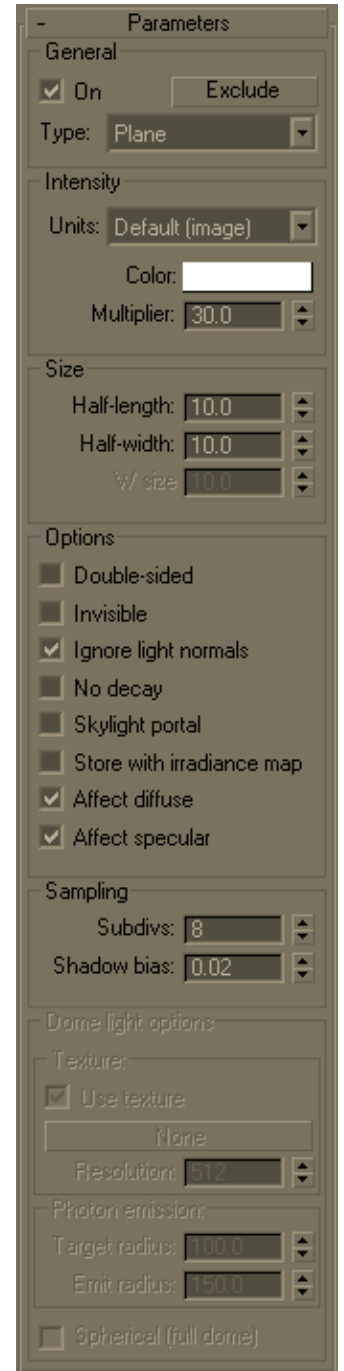 - Parameters
General
On Exclude
Type: Plane
Intensity
Units: Default (image)
Color:
Multiplier: 30.0
Size
Half-length: 10.0
Half-width: 10.0
W size 10.0
Options
Double-sided
Invisible
Ignore light normals
No decay
Skylight portal
Store with irradiance map
Affect diffuse
Affect specular
Sampling
Subdivs: 8
Shadow bias: 0.02
Dome light options
Texture:
Use texture
None
Resolution: 512
Photon emission:
Target radius: 100.0
Emit radius: 150.0
Spherical (full dome)